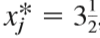 x_j^* = 3\frac{1}{2}.